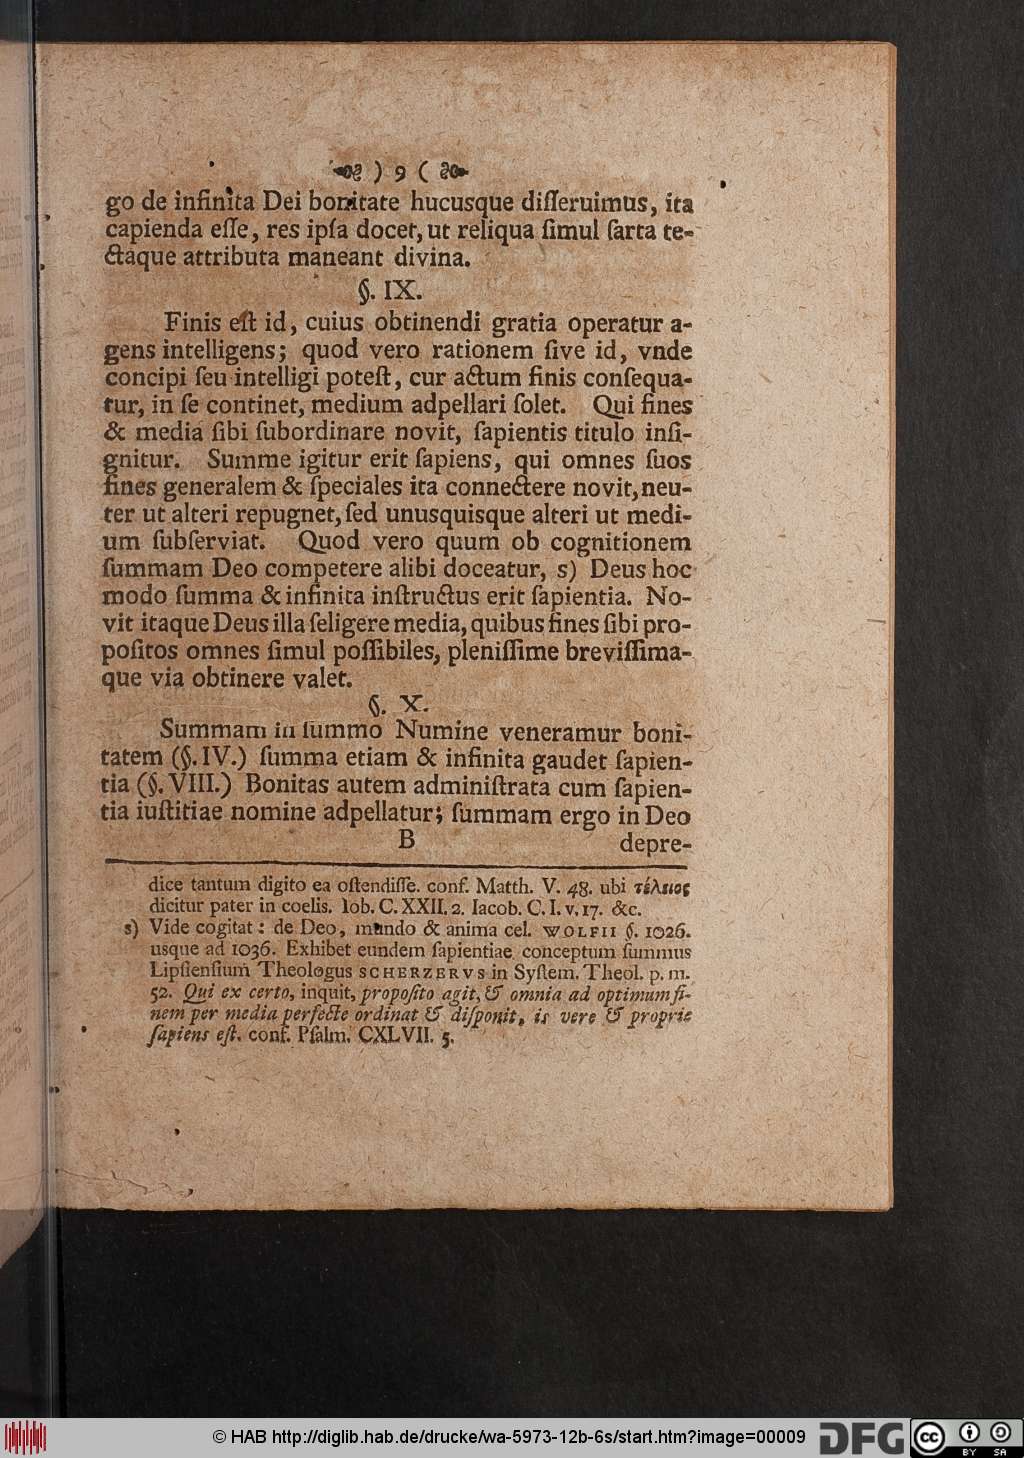 ) 9 (
go de infinita Dei bonitate hucusque diſſeruimus, ita
capienda eſſe, res ipſa docet, ut reliqua ſimul ſarta te-
ctaque attributa maneant divina.
§. IX.
Finis eſt id, cuius obtinendi gratia operatur a-
gens intelligens; quod vero rationem ſive id, vnde
concipi ſeu intelligi poteſt, cur actum finis conſequa-
tur, in ſe continet, medium adpellari ſolet. Qui fines
& media ſibi ſubordinare novit, ſapientis titulo inſi-
gnitur. Summe igitur erit ſapiens, qui omnes ſuos
fines generalem & ſpeciales ita connectere novit, neu-
ter ut alteri repugnet, ſed unusquisque alteri ut medi-
um ſubſerviat. Quod vero quum ob cognitionem
ſummam Deo competere alibi doceatur, s) Deus hoc
modo ſumma & infinita inſtructus erit ſapientia. No-
vit itaque Deus illa ſeligere media, quibus fines ſibi pro-
poſitos omnes ſimul poſſibiles, pleniſſime breviſſima-
que via obtinere valet.
§. X.
Summam in ſummo Numine veneramur boni-
tatem (§. IV.) ſumma etiam & infinita gaudet ſapien-
tia (§. VIII.) Bonitas autem adminiſtrata cum ſapien-
tia iuſtitiae nomine adpellatur; ſummam ergo in Deo
B depre-
dice tantum digito ea oſtendiſſe. conf. Matth. V. 48. ubi τέλειος
dicitur pater in coelis. Iob. C. XXII. 2. Iacob. C. I. v. 17. &c.
s) Vide cogitat: de Deo, mundo & anima cel. WOLFII §. 1026.
usque ad 1036. Exhibet eundem ſapientiae conceptum ſummus
Lipſienſium Theologus SCHERZERVS in Syſtem. Theol. p. m.
52. Qui ex certo, inquit, propoſito agit, & omnia ad optimum fi-
nem per media perfecte ordinat & diſponit, is vere & proprie
ſapiens eſt. conf. Pſalm. CXLVII. 5.
© HAB http://diglib.hab.de/drucke/wa-5973-12b-6s/start.htm?image=00009
DFG
cc BY SA